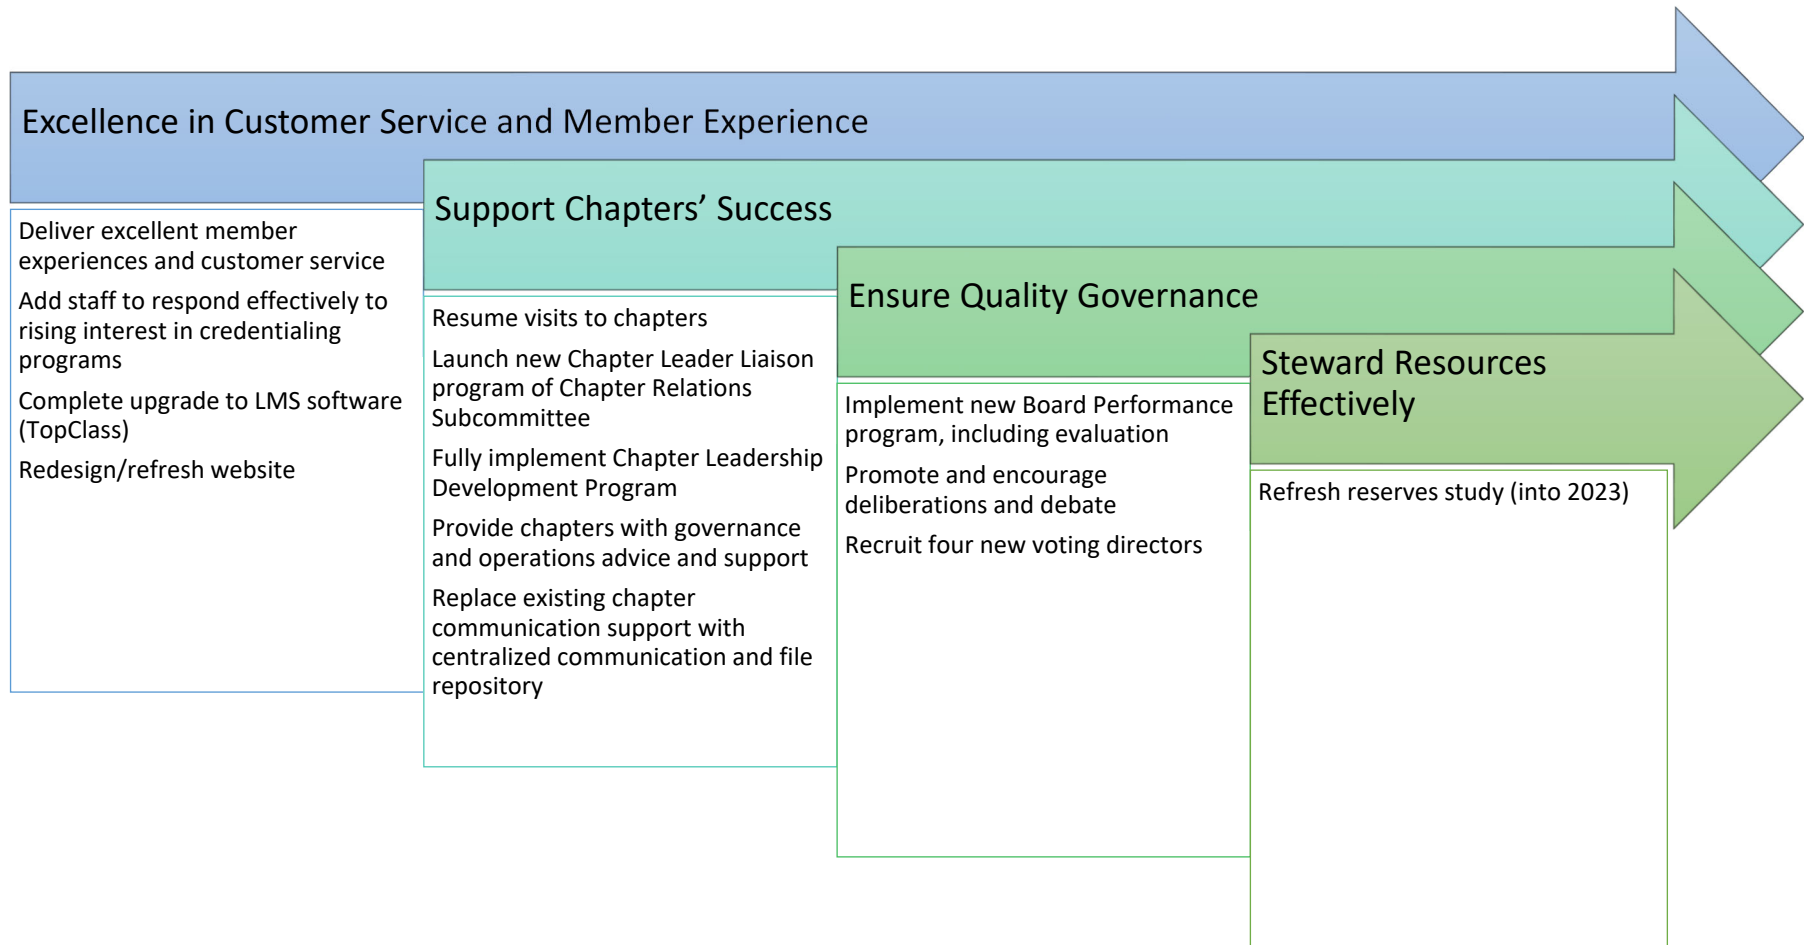 Excellence in Customer Service and Member Experience
Deliver excellent member
experiences and customer service
Add staff to respond effectively to
rising interest in credentialing
programs
Complete upgrade to LMS software
(TopClass)
Redesign/refresh website
Support Chapters’ Success
Resume visits to chapters
Launch new Chapter Leader Liaison
program of Chapter Relations
Subcommittee
Fully implement Chapter Leadership
Development Program
Provide chapters with governance
and operations advice and support
Replace existing chapter
communication support with
centralized communication and file
repository
Ensure Quality Governance
Implement new Board Performance
program, including evaluation
Promote and encourage
deliberations and debate
Recruit four new voting directors
Steward Resources
Effectively
Refresh reserves study (into 2023)